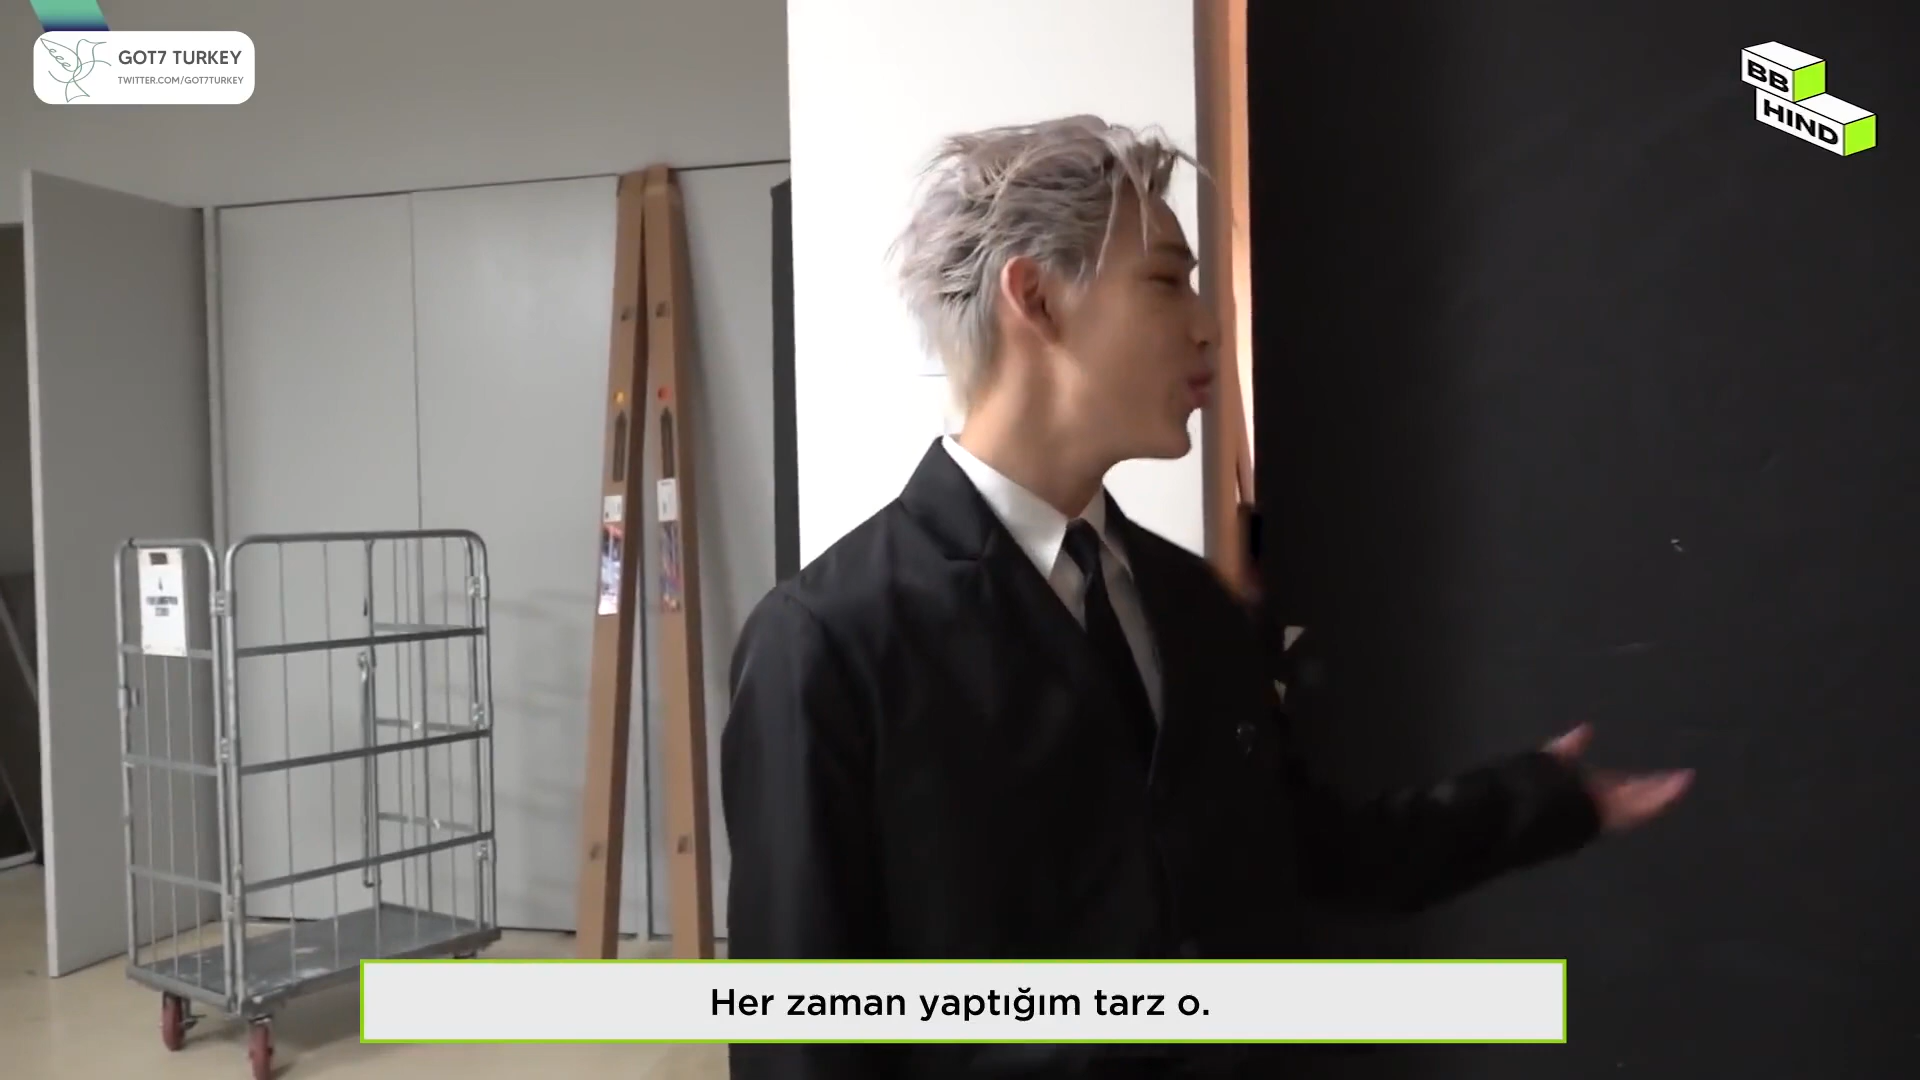 GOT7 TURKEY
TWITTER.COM/GOT7TURKEY
BB
HIND
Her zaman yaptığım tarz o.